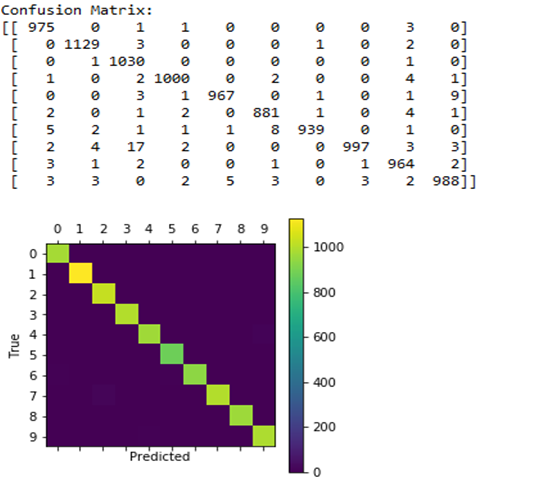 Confusion Matrix:
[[ 975 0 1 1 0 0 0 0 3 0]
[ 0 1129 3 0 0 0 1 0 2 0]
[ 0 1 1030 0 0 0 0 0 1 0]
[ 1 0 2 1000 0 2 0 0 4 1]
[ 0 0 3 1 967 0 1 0 1 9]
[ 2 0 1 2 0 881 1 0 4 1]
[ 5 2 1 1 1 8 939 0 1 0]
[ 2 4 17 2 0 0 0 997 3 3]
[ 3 1 2 0 0 1 0 1 964 2]
[ 3 3 0 2 5 3 0 3 2 988]]
0 1 2 3 4 5 6 7 8 9
0
1
2
3
4
5
6
7
8
9
True
Predicted
1000
800
600
400
200
0